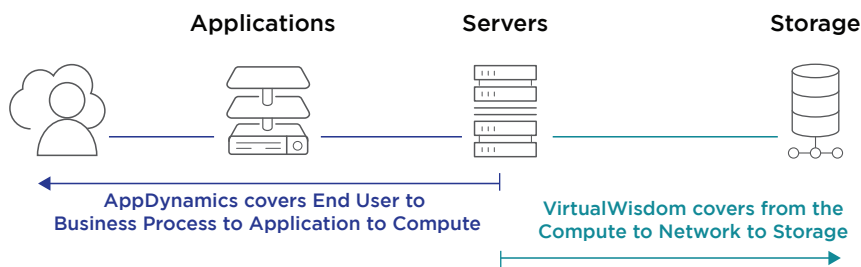 Applications
Servers
Storage
AppDynamics covers End User to
Business Process to Application to Compute
VirtualWisdom covers from the
Compute to Network to Storage